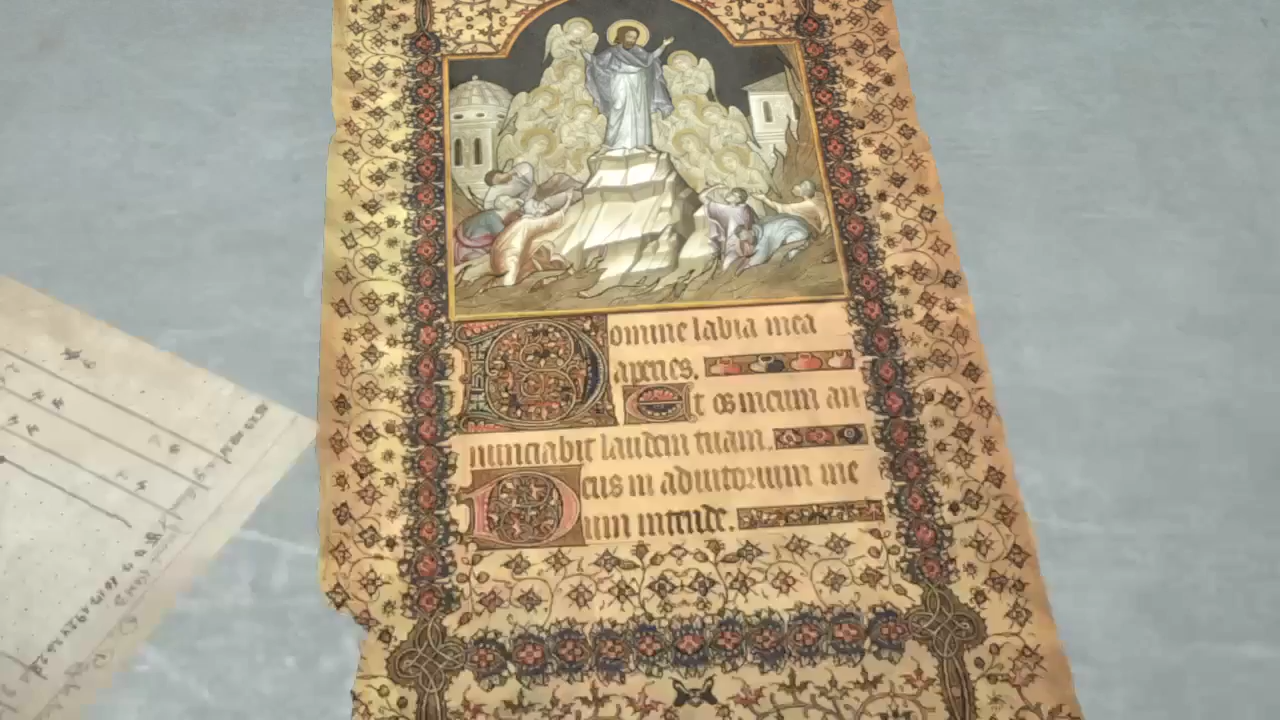 Domine labia mea
aperies.
Et os meum an-
nunciabit laudem tuam.
Deus in adiutorium me
um intende.